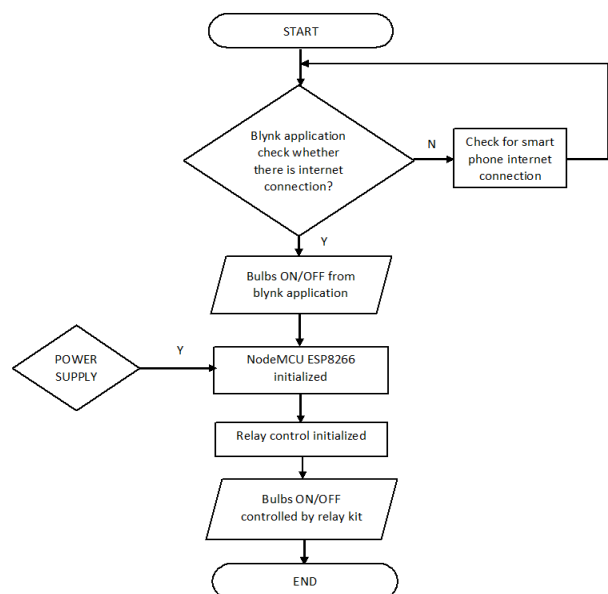 START
Blynk application
check whether
there is internet
connection?
N
Check for smart
phone internet
connection
Y
Bulbs ON/OFF from
blynk application
POWER
SUPPLY
Y
NodeMCU ESP8266
initialized
Relay control initialized
Bulbs ON/OFF
controlled by relay kit
END